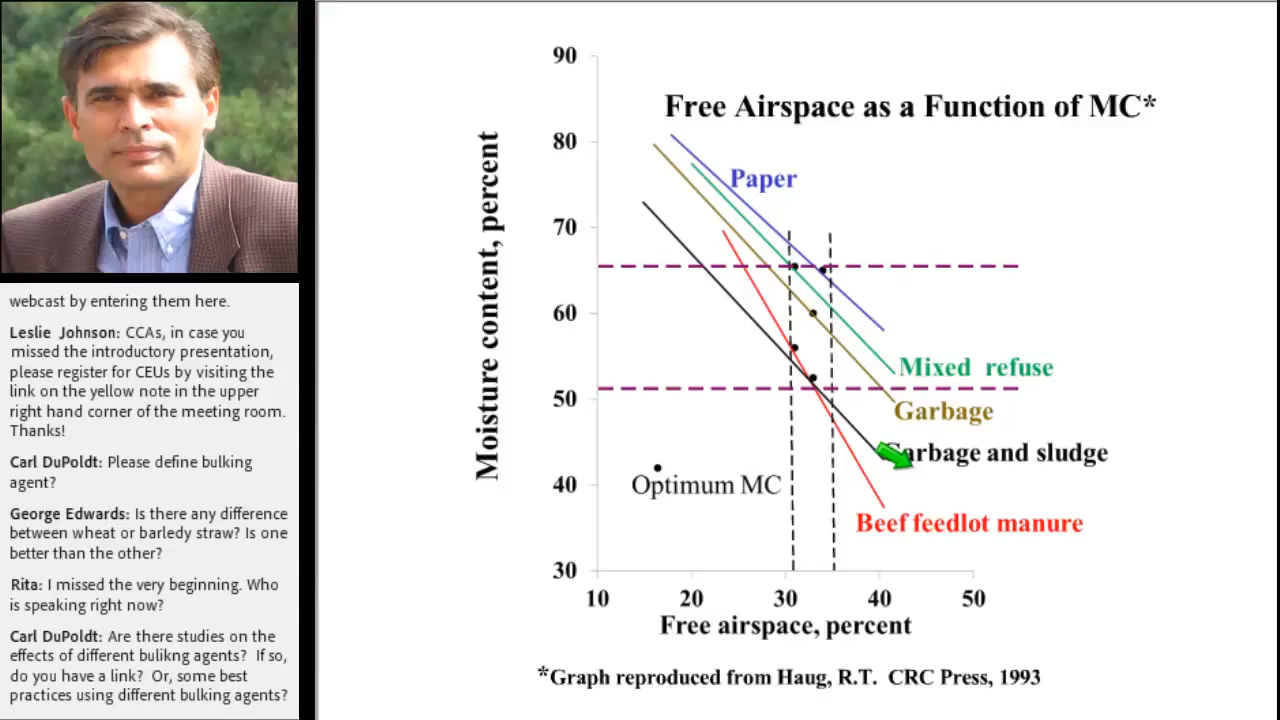 webcast by entering them here.
Leslie Johnson: CCAs, in case you
missed the introductory presentation,
please register for CEUs by visiting the
link on the yellow note in the upper
right hand corner of the meeting room.
Thanks!
Carl DuPoldt: Please define bulking
agent?
George Edwards: Is there any difference
between wheat or barledy straw? Is one
better than the other?
Rita: I missed the very beginning. Who
is speaking right now?
Carl DuPoldt: Are there studies on the
effects of different bulikng agents? If so,
do you have a link? Or, some best
practices using different bulking agents?
Free Airspace as a Function of MC*
Moisture content, percent
90
80
70
60
50
40
30
Paper
Mixed refuse
Garbage
Garbage and sludge
Beef feedlot manure
Optimum MC
10 20 30 40 50
Free airspace, percent
*Graph reproduced from Haug, R.T. CRC Press, 1993